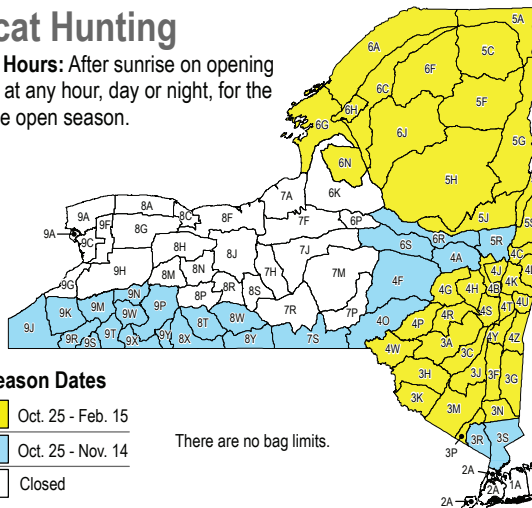 cat Hunting
Hours: After sunrise on opening
at any hour, day or night, for the
e open season.
5A
6A
5C
6F
6C
5F
6H
6G
6J
5G
6N
5H
7A
6K
8A
9A
8C
8F
7F
6P
5J
5S
9F
8G
9A
9C
6R
5R
6S
8H
8J
7J
4A
4C
9H
8N
7H
7M
4F
4J
4K
8M
9G
8R
8S
4G
4H
4B
4U
9N
8P
9K
9M
9P
7R
7P
4R
4S
4T
9W
8W
4O
4P
9J
8T
9T
3A
4Y
4Z
9R
9S
9X
9Y
8X
8Y
7S
4W
3C
3H
3J
3F
3G
3K
3M
3N
eason Dates
Oct. 25 - Feb. 15
Oct. 25 - Nov. 14
Closed
There are no bag limits.
3R
3S
3P
2A
2A
1A
2A